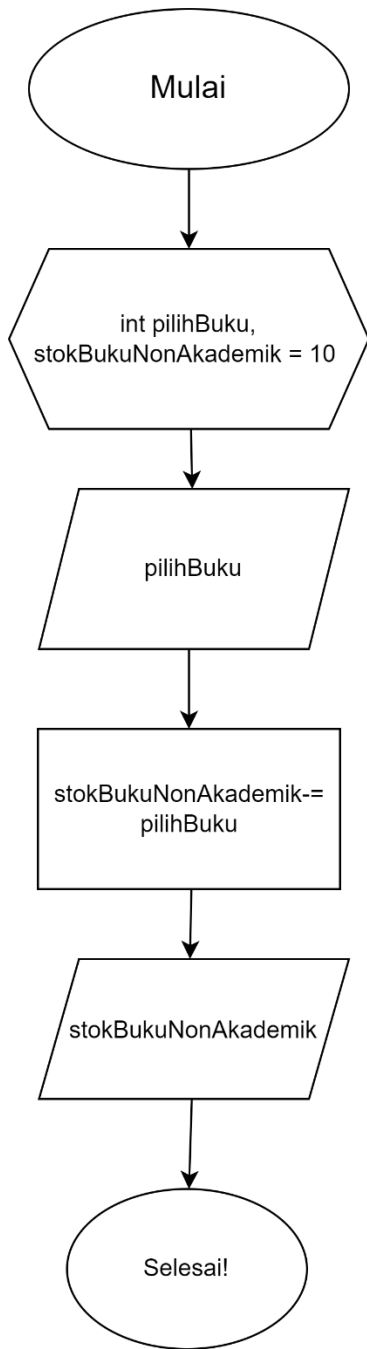 Mulai
int pilihBuku,
stokBukuNonAkademik = 10
pilihBuku
stokBukuNonAkademik-=
pilihBuku
stokBukuNonAkademik
Selesai!